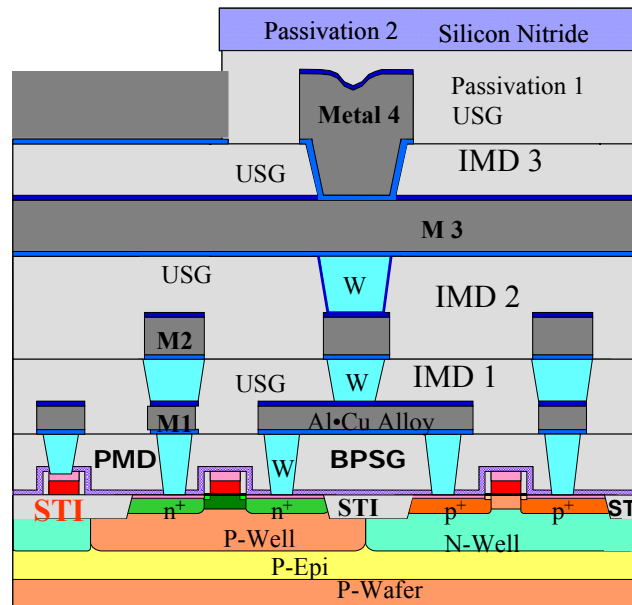 Passivation 2 Silicon Nitride
Passivation 1
USG
Metal 4
USG IMD 3
M 3
USG
W
IMD 2
M2
USG W IMD 1
M1 Al•Cu Alloy
PMD W BPSG
STI n+ n+ STI p+ p+ ST
P-Well N-Well
P-Epi
P-Wafer